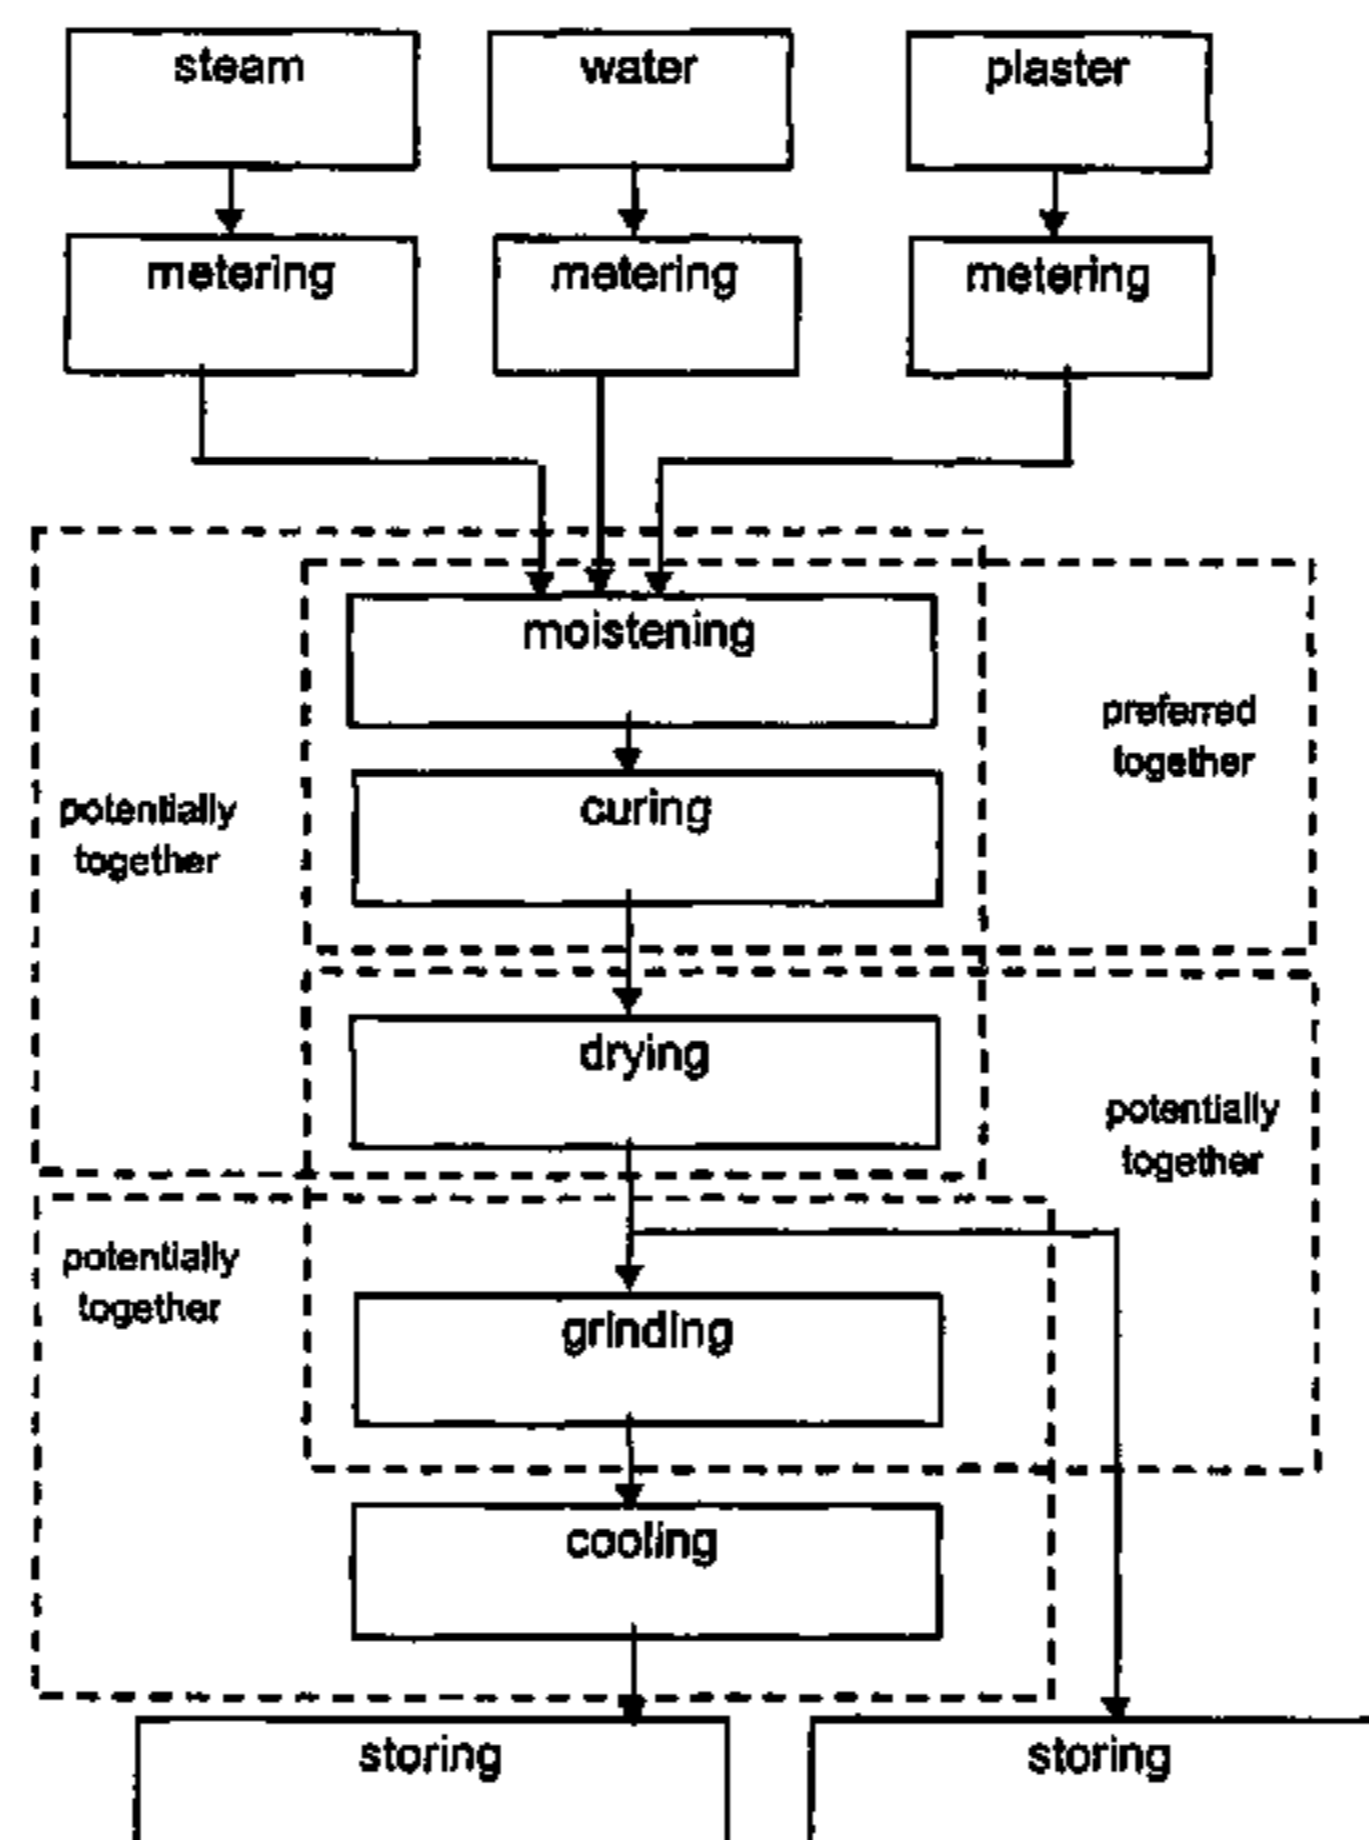 steam
water
plaster
metering
metering
metering
moistening
preferred
together
curing
potentially
together
drying
potentially
together
potentially
together
grinding
cooling
storing
storing